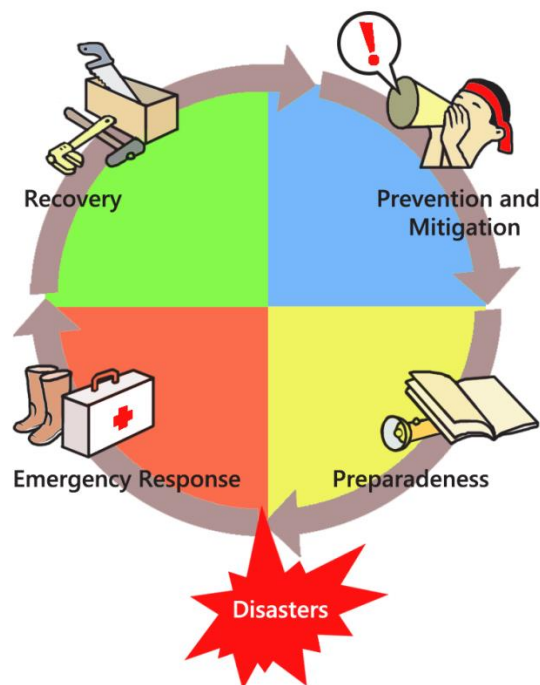 !
Recovery
Prevention and
Mitigation
Emergency Response
Preparadeness
Disasters